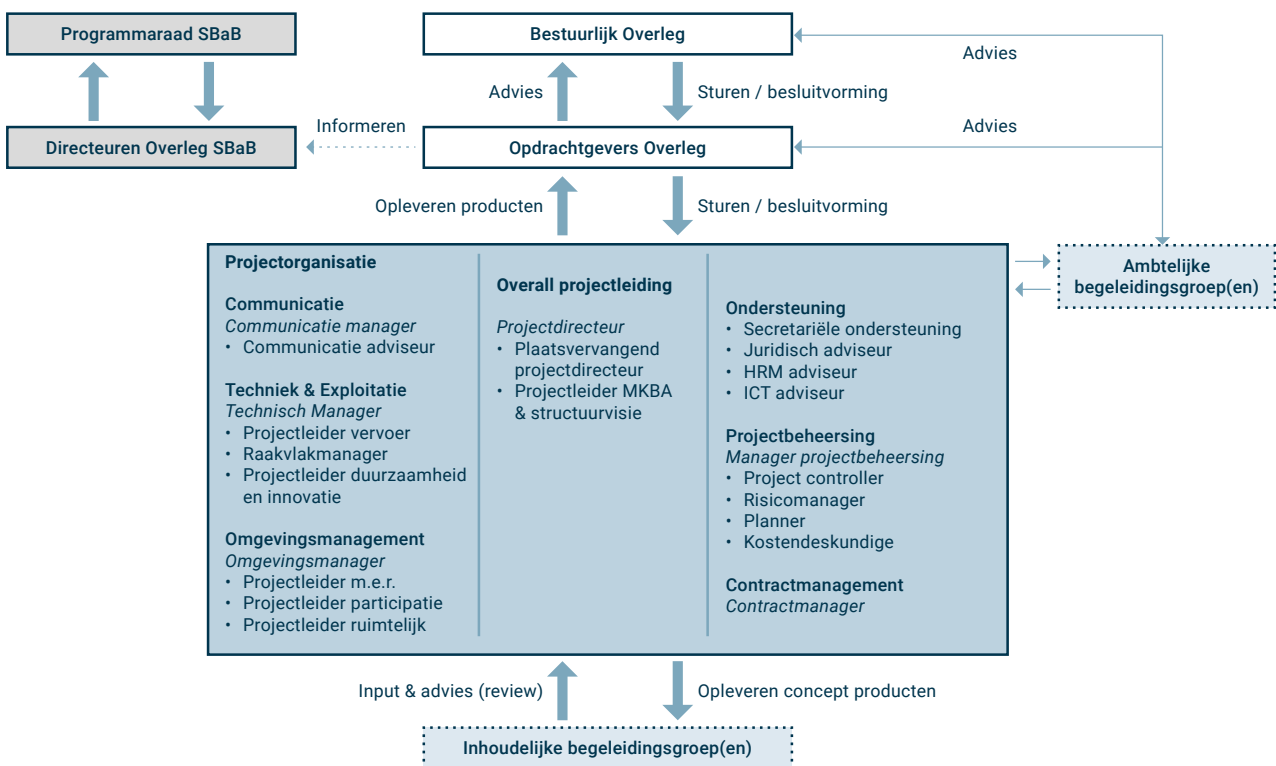 Programmaraad SBaB
Bestuurlijk Overleg
Advies
Advies
Sturen / besluitvorming
Informeren
Advies
Directeuren Overleg SBaB
Opdrachtgevers Overleg
Opleveren producten
Sturen / besluitvorming
Projectorganisatie
Communicatie
Communicatie manager
• Communicatie adviseur
Techniek & Exploitatie
Technisch Manager
• Projectleider vervoer
• Raakvlakmanager
• Projectleider duurzaamheid
en innovatie
Omgevingsmanagement
Omgevingsmanager
• Projectleider m.e.r.
• Projectleider participatie
• Projectleider ruimtelijk
Overall projectleiding
Projectdirecteur
• Plaatsvervangend
projectdirecteur
• Projectleider MKBA
& structuurvisie
Ondersteuning
• Secretariële ondersteuning
• Juridisch adviseur
• HRM adviseur
• ICT adviseur
Projectbeheersing
Manager projectbeheersing
• Project controller
• Risicomanager
• Planner
• Kostendeskundige
Contractmanagement
Contractmanager
Ambtelijke
begeleidingsgroep(en)
Input & advies (review)
Opleveren concept producten
Inhoudelijke begeleidingsgroep(en)